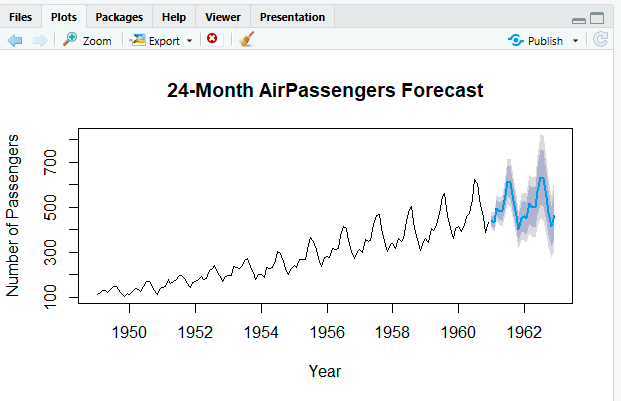 Files Plots Packages Help Viewer Presentation
Zoom Export Publish
24-Month AirPassengers Forecast
Number of Passengers
700
500
300
100
1950 1952 1954 1956 1958 1960 1962
Year